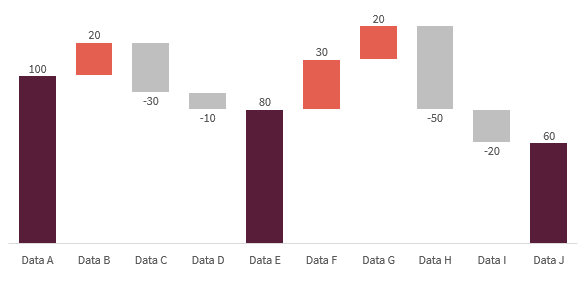 20
20
30
100
80
-30
-10
-50
60
-20
Data A
Data B
Data C
Data D
Data E
Data F
Data G
Data H
Data I
Data J